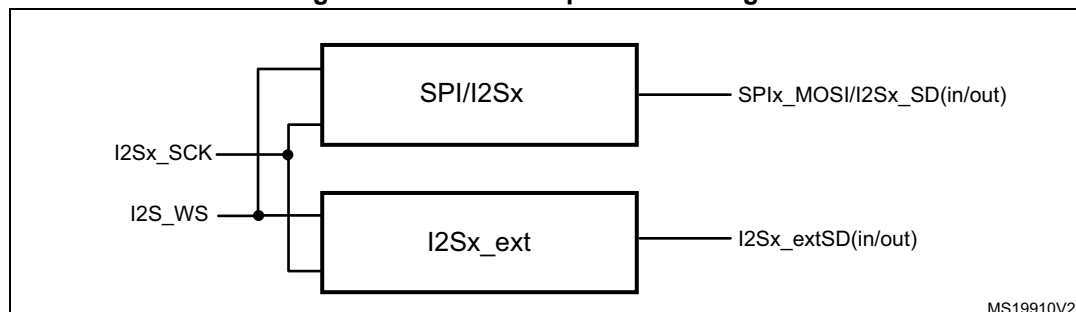 SPI/I2Sx
SPIx_MOSI/I2Sx_SD(in/out)
I2Sx_SCK
I2S_WS
I2Sx_ext
I2Sx_extSD(in/out)
MS19910V2